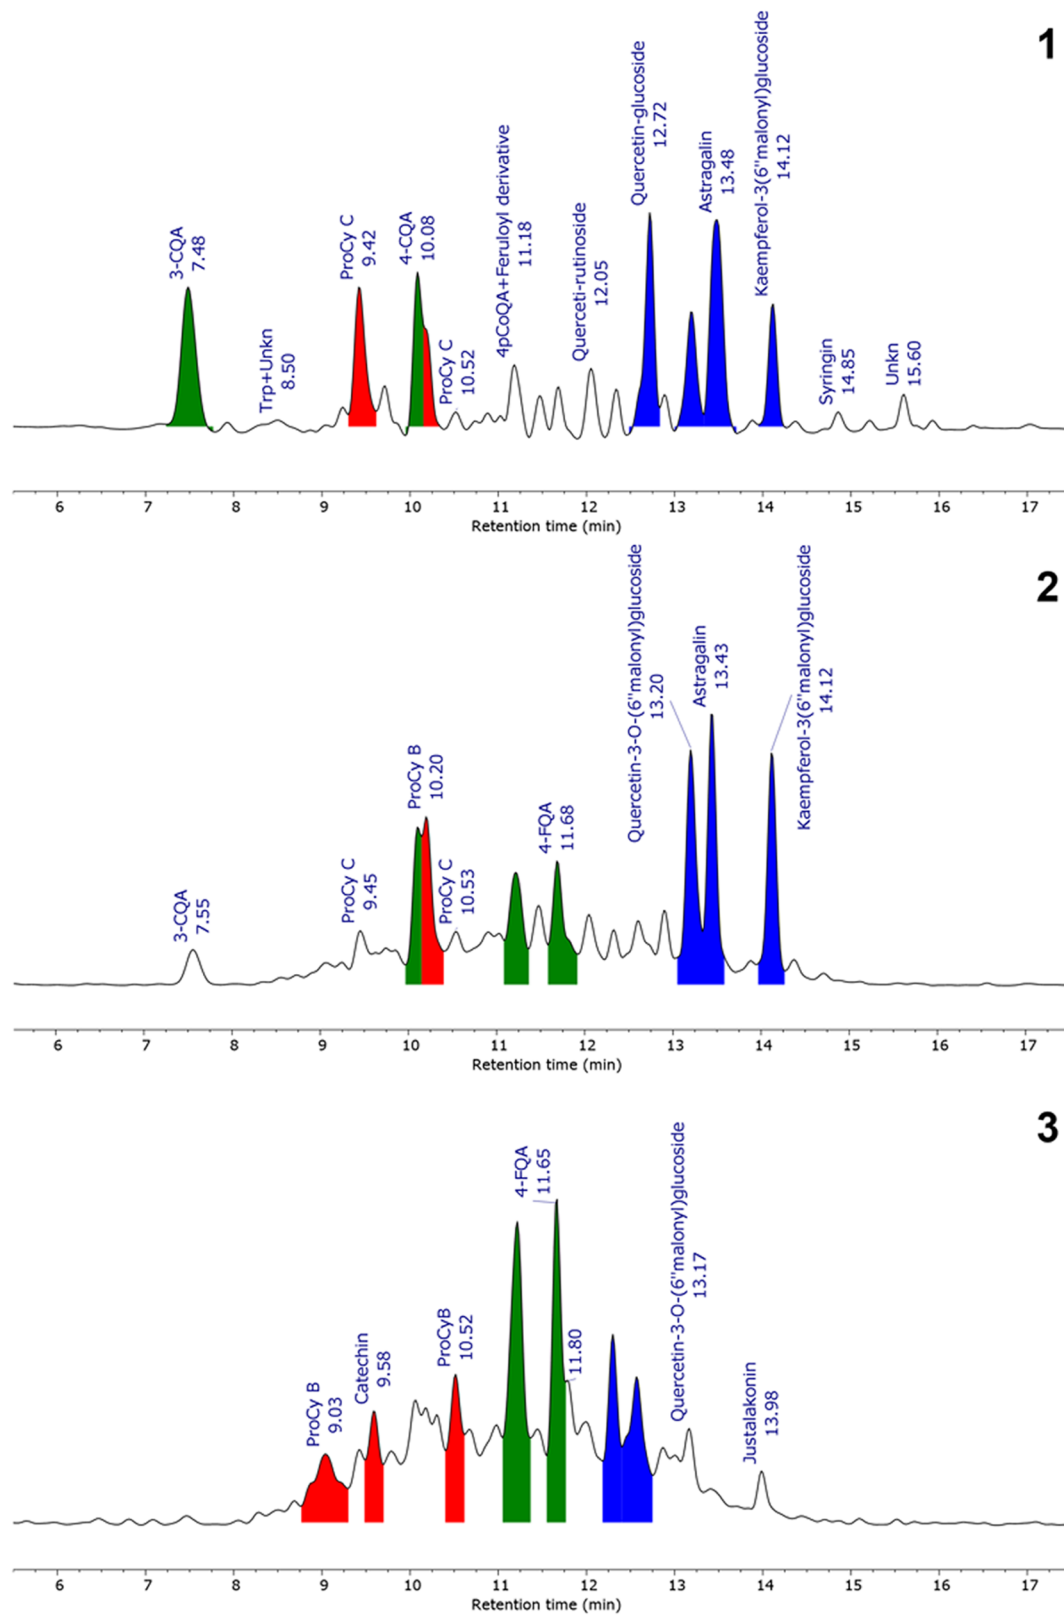 1
3-CQA
7.48
Trp+Unkn
8.50
ProCy C
9.42
4-CQA
10.08
ProCy C
10.52
4pCoQA+Feruloyl derivative
11.18
Querceti-rutinoside
12.05
Quercetin-glucoside
12.72
Astragalin
13.48
Kaempferol-3(6"malonyl)glucoside
14.12
Syringin
14.85
Unkn
15.60
6 7 8 9 10 11 12 13 14 15 16 17
Retention time (min)
2
3-CQA
7.55
ProCy C
9.45
ProCy B
10.20
ProCy C
10.53
4-FQA
11.68
Quercetin-3-O-(6"malonyl)glucoside
13.20
Astragalin
13.43
Kaempferol-3(6"malonyl)glucoside
14.12
6 7 8 9 10 11 12 13 14 15 16 17
Retention time (min)
3
ProCy B
9.03
Catechin
9.58
ProCyB
10.52
4-FQA
11.65
11.80
Quercetin-3-O-(6"malonyl)glucoside
13.17
Justalakonin
13.98
6 7 8 9 10 11 12 13 14 15 16 17
Retention time (min)